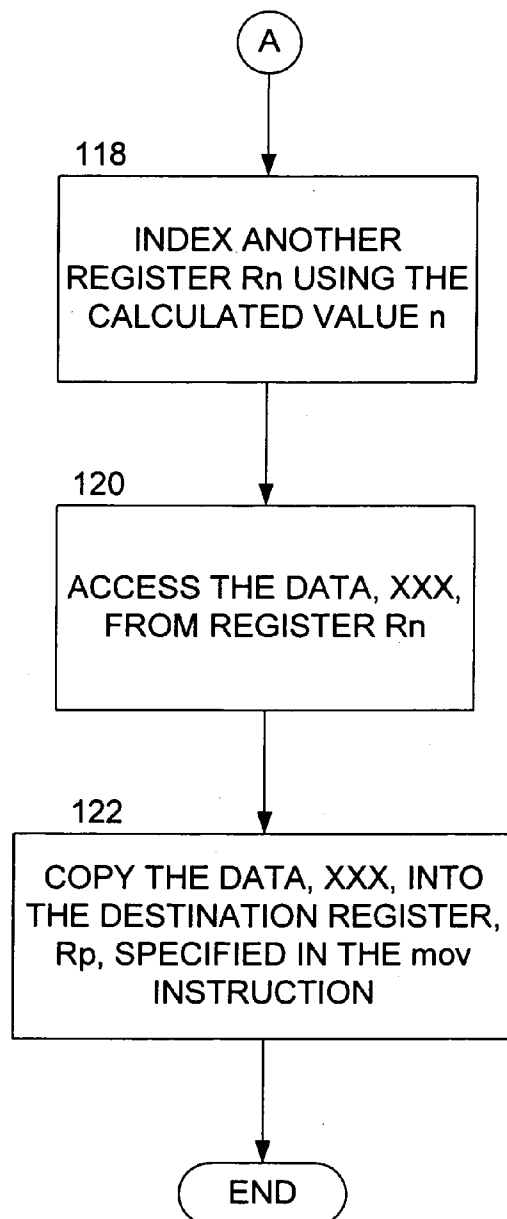 A
118
INDEX ANOTHER
REGISTER Rn USING THE
CALCULATED VALUE n
120
ACCESS THE DATA, XXX,
FROM REGISTER Rn
122
COPY THE DATA, XXX, INTO
THE DESTINATION REGISTER,
Rp, SPECIFIED IN THE mov
INSTRUCTION
END